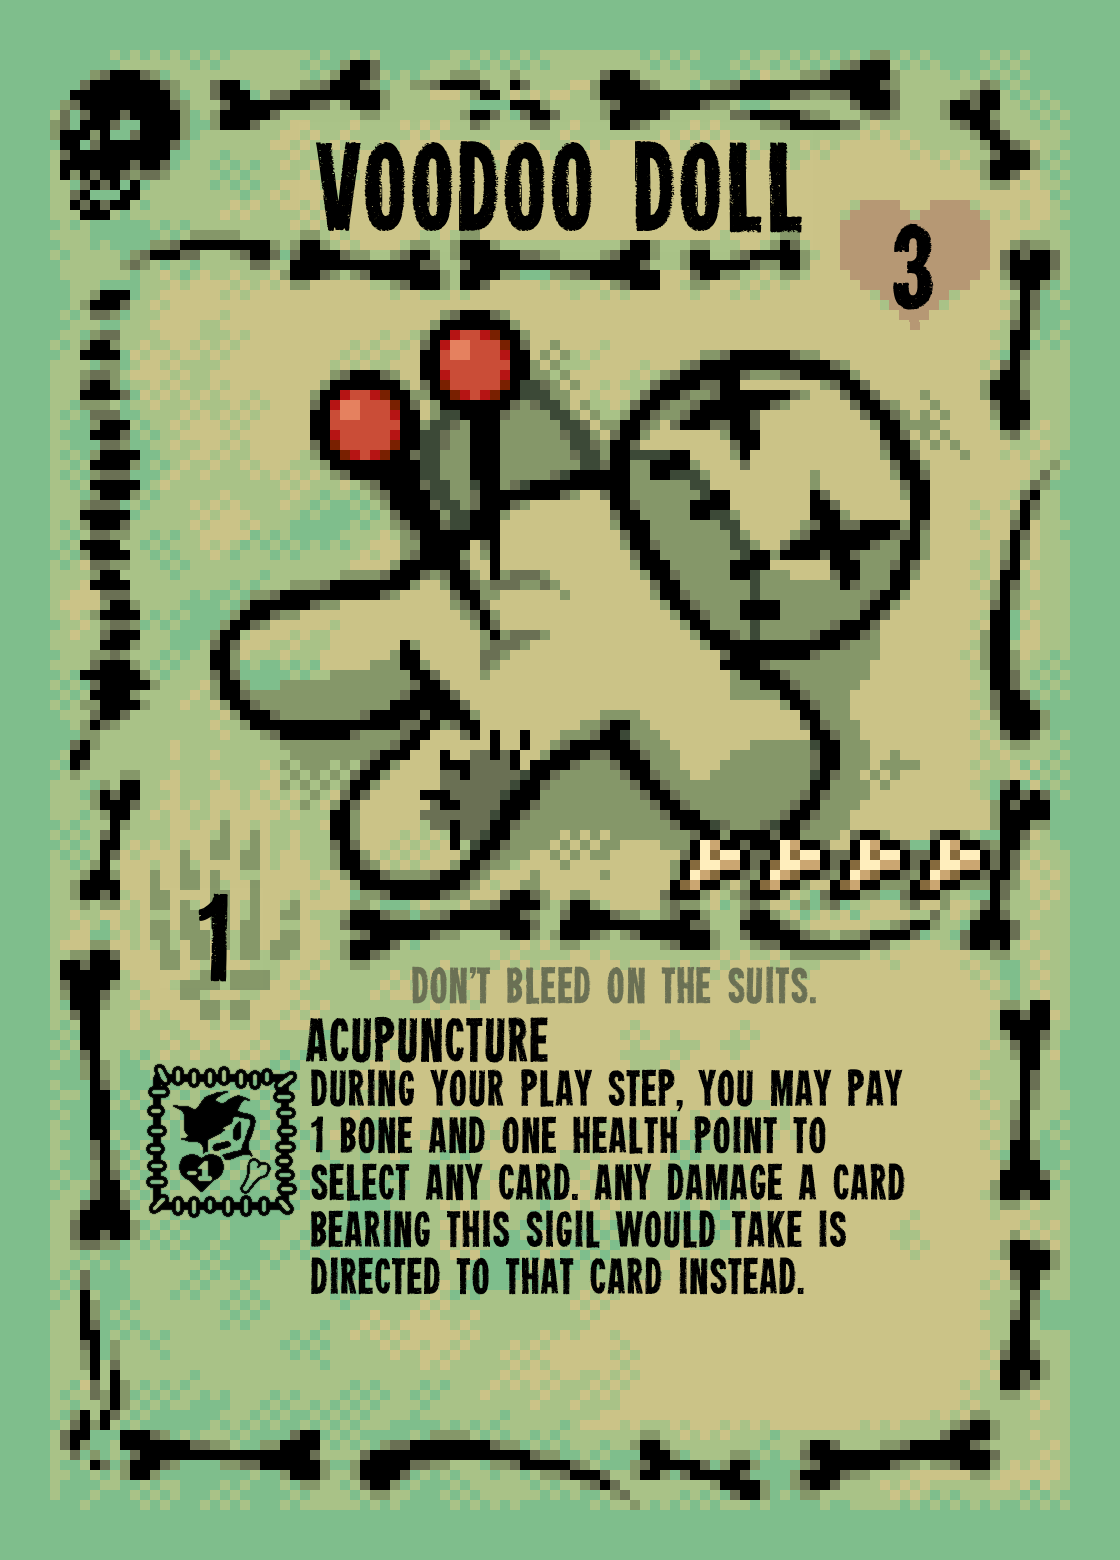 VOODOO DOLL
3
1
DON'T BLEED ON THE SUITS.
ACUPUNCTURE
DURING YOUR PLAY STEP, YOU MAY PAY
1 BONE AND ONE HEALTH POINT TO
SELECT ANY CARD. ANY DAMAGE A CARD
BEARING THIS SIGIL WOULD TAKE IS
DIRECTED TO THAT CARD INSTEAD.
-1